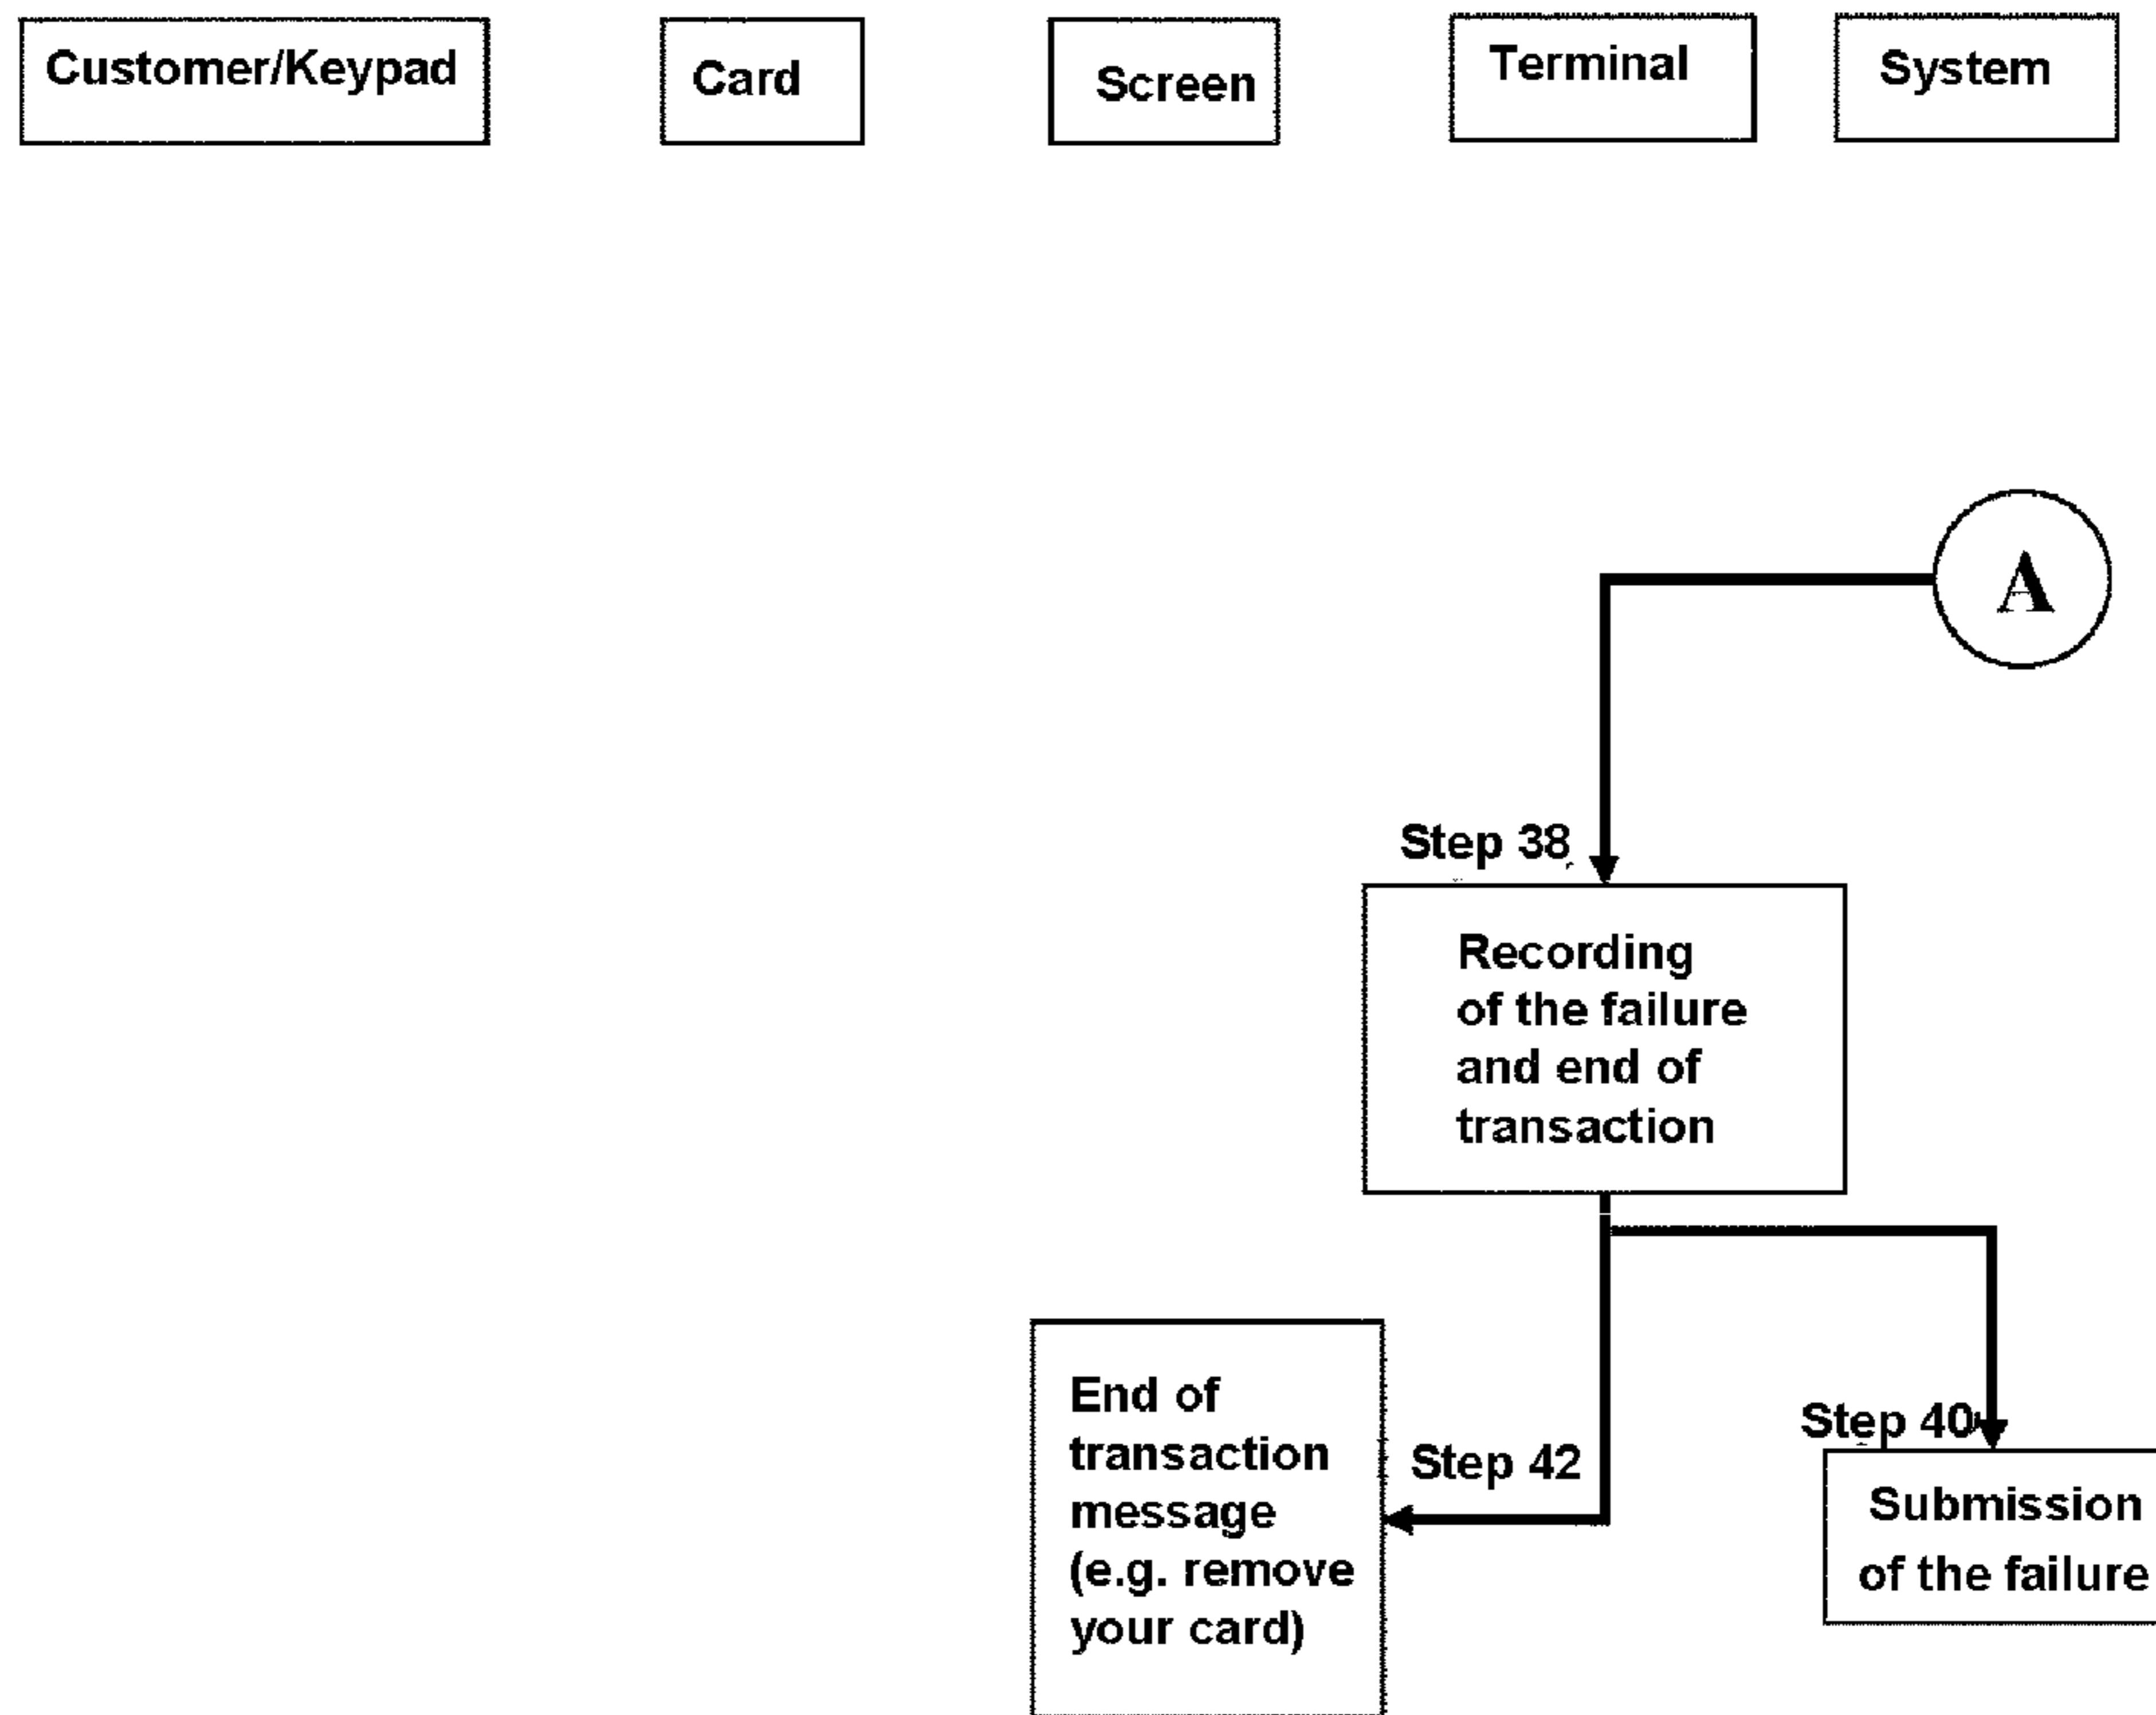 Customer/Keypad
Card
Screen
Terminal
System
A
Step 38
Recording
of the failure
and end of
transaction
End of
transaction
message
(e.g. remove
your card)
Step 42
Step 40
Submission
of the failure